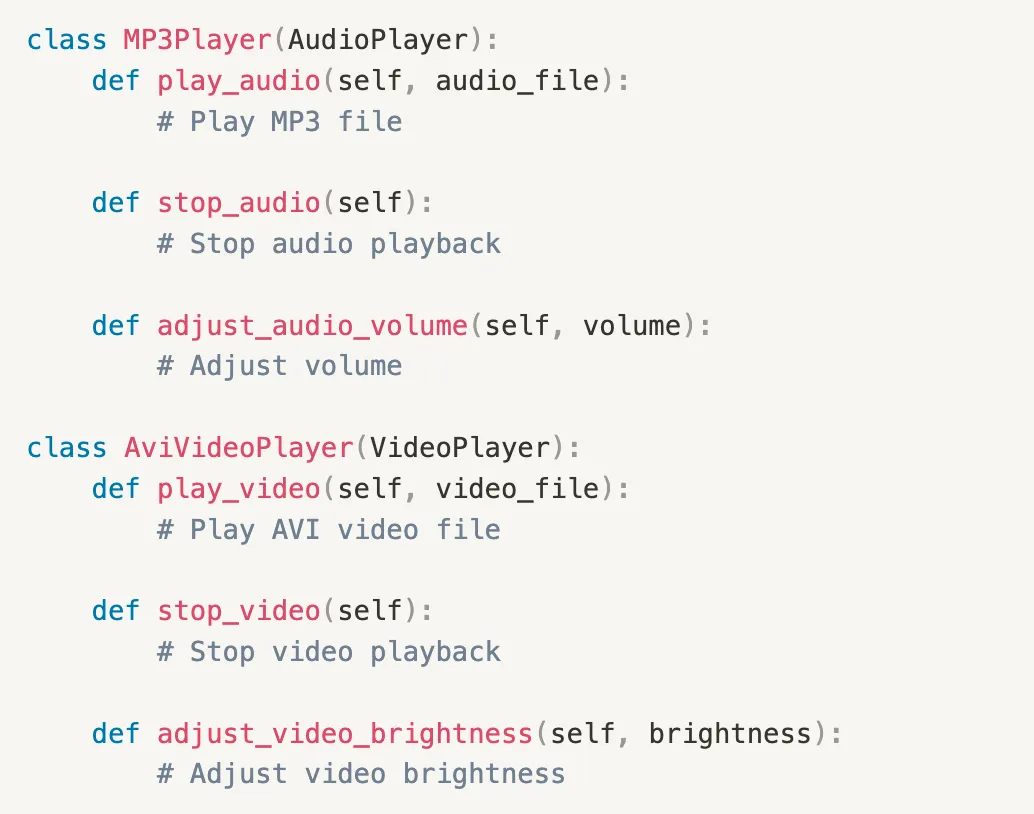 class MP3Player(AudioPlayer):
    def play_audio(self, audio_file):
        # Play MP3 file

    def stop_audio(self):
        # Stop audio playback

    def adjust_audio_volume(self, volume):
        # Adjust volume

class AviVideoPlayer(VideoPlayer):
    def play_video(self, video_file):
        # Play AVI video file

    def stop_video(self):
        # Stop video playback

    def adjust_video_brightness(self, brightness):
        # Adjust video brightness